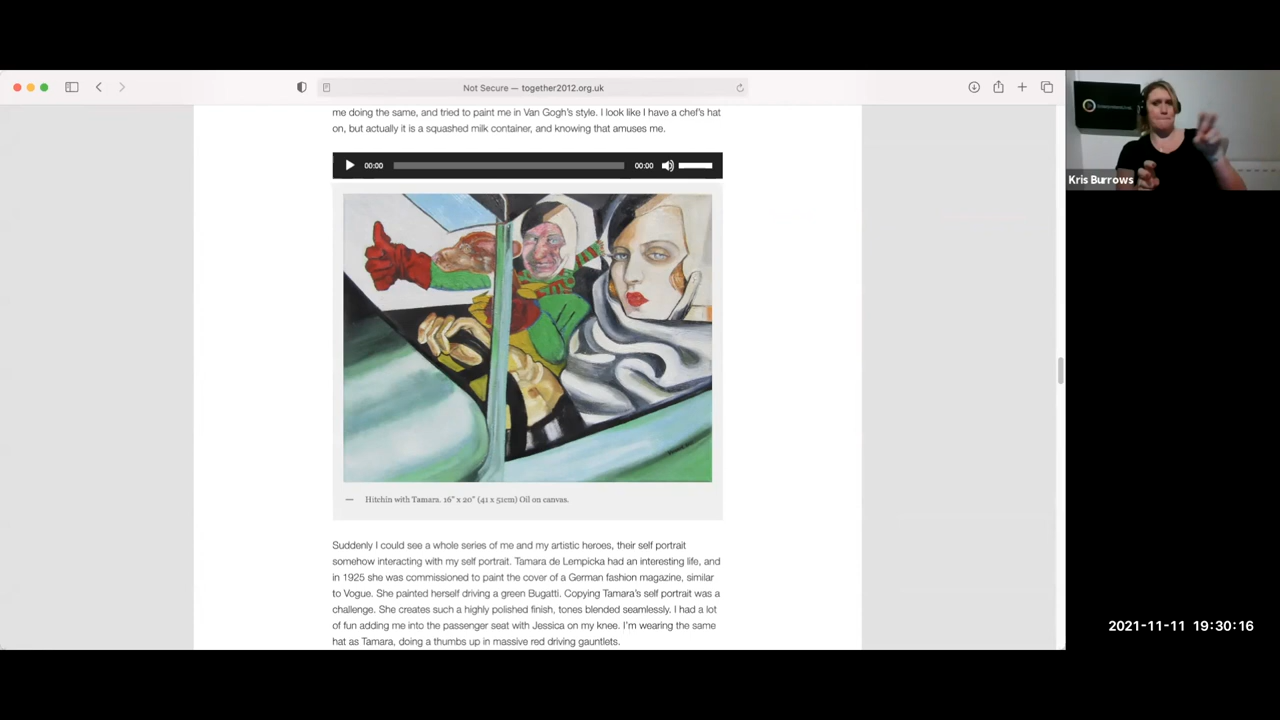 Not Secure — together2012.org.uk
me doing the same, and tried to paint me in Van Gogh's style. I look like I have a chef's hat
on, but actually it is a squashed milk container, and knowing that amuses me.
00:00
00:00
Kris Burrows
Hitchin with Tamara. 16" x 20" (41 x 51cm) Oil on canvas.
Suddenly I could see a whole series of me and my artistic heroes, their self portrait
somehow interacting with my self portrait. Tamara de Lempicka had an interesting life, and
in 1925 she was commissioned to paint the cover of a German fashion magazine, similar
to Vogue. She painted herself driving a green Bugatti. Copying Tamara's self portrait was a
challenge. She creates such a highly polished finish, tones blended seamlessly. I had a lot
of fun adding me into the passenger seat with Jessica on my knee. I'm wearing the same
hat as Tamara, doing a thumbs up in massive red driving gauntlets.
2021-11-11 19:30:16